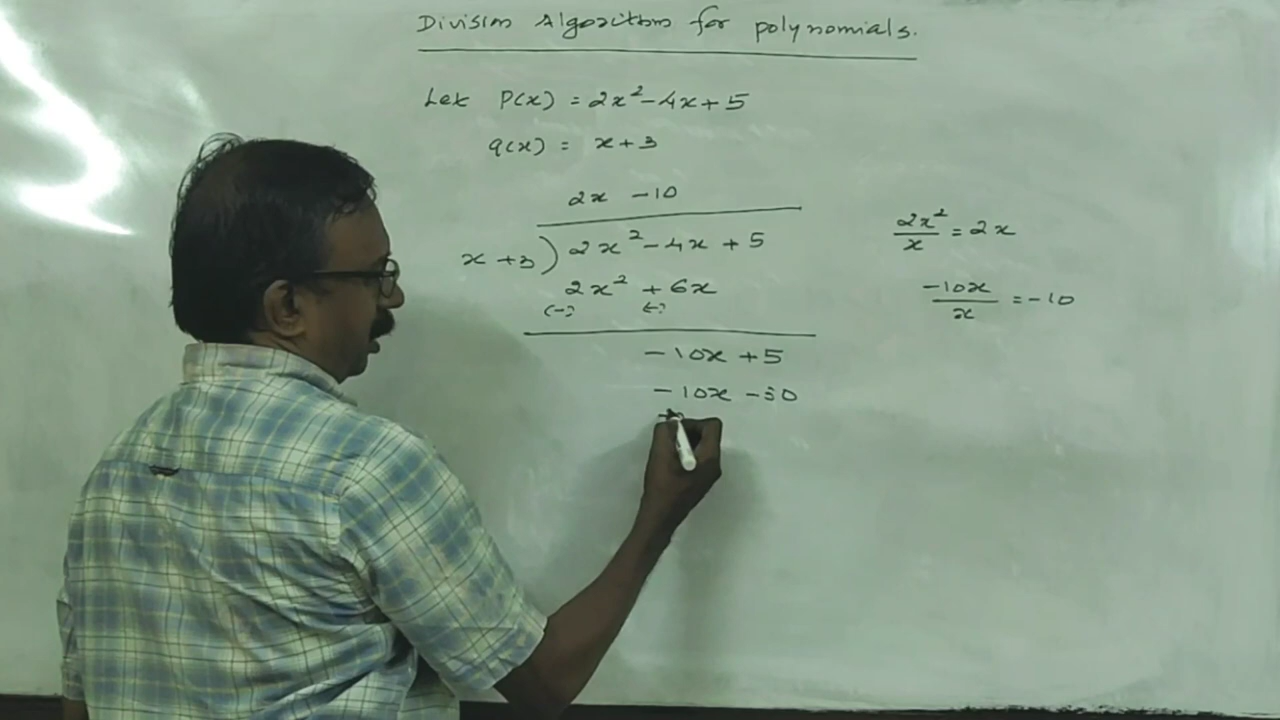 Division Algorithm for polynomials.
Let P(x) = 2x² - 4x + 5
q(x) = x + 3
2x - 10
x + 3 ) 2x² - 4x + 5
2x² + 6x
(-) (-)
- 10x + 5
- 10x - 30
2x²/x = 2x
-10x/x = -10